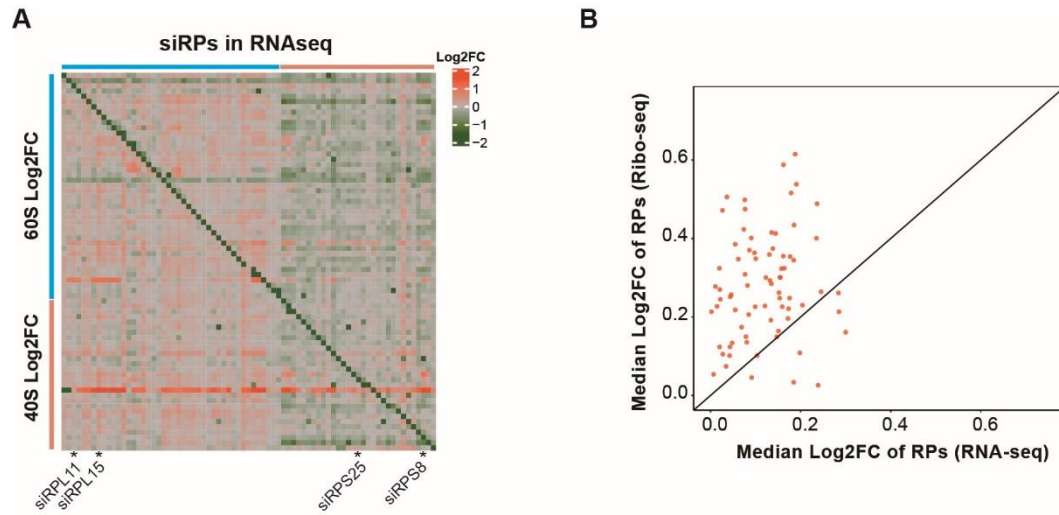 A
siRPs in RNAseq
Log2FC
2
1
0
−1
−2
60S Log2FC
40S Log2FC
* * * *
siRPL11
siRPL15
siRPS25
siRPS8
B
Median Log2FC of RPs (Ribo-seq)
0.6
0.4
0.2
0.0
0.0 0.2 0.4 0.6
Median Log2FC of RPs (RNA-seq)